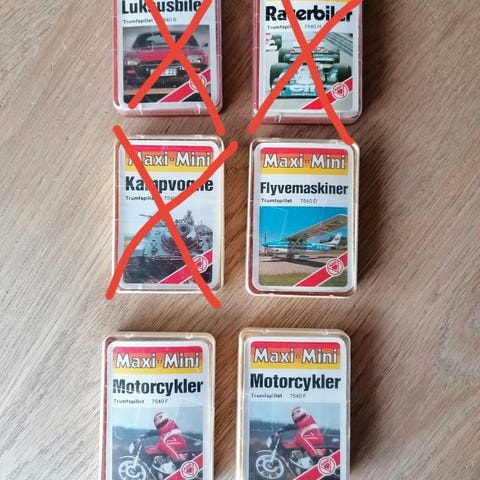 Luksusbiler
Trumfspillet 7540 B
Racerbiler
Trumfspillet 7540 H
Maxi-Mini
Kampvogne
Trumfspillet 7540
Maxi-Mini
Flyvemaskiner
Trumfspillet 7540 D
Maxi-Mini
Motorcykler
Trumfspillet 7540 F
Maxi-Mini
Motorcykler
Trumfspillet 7540 F